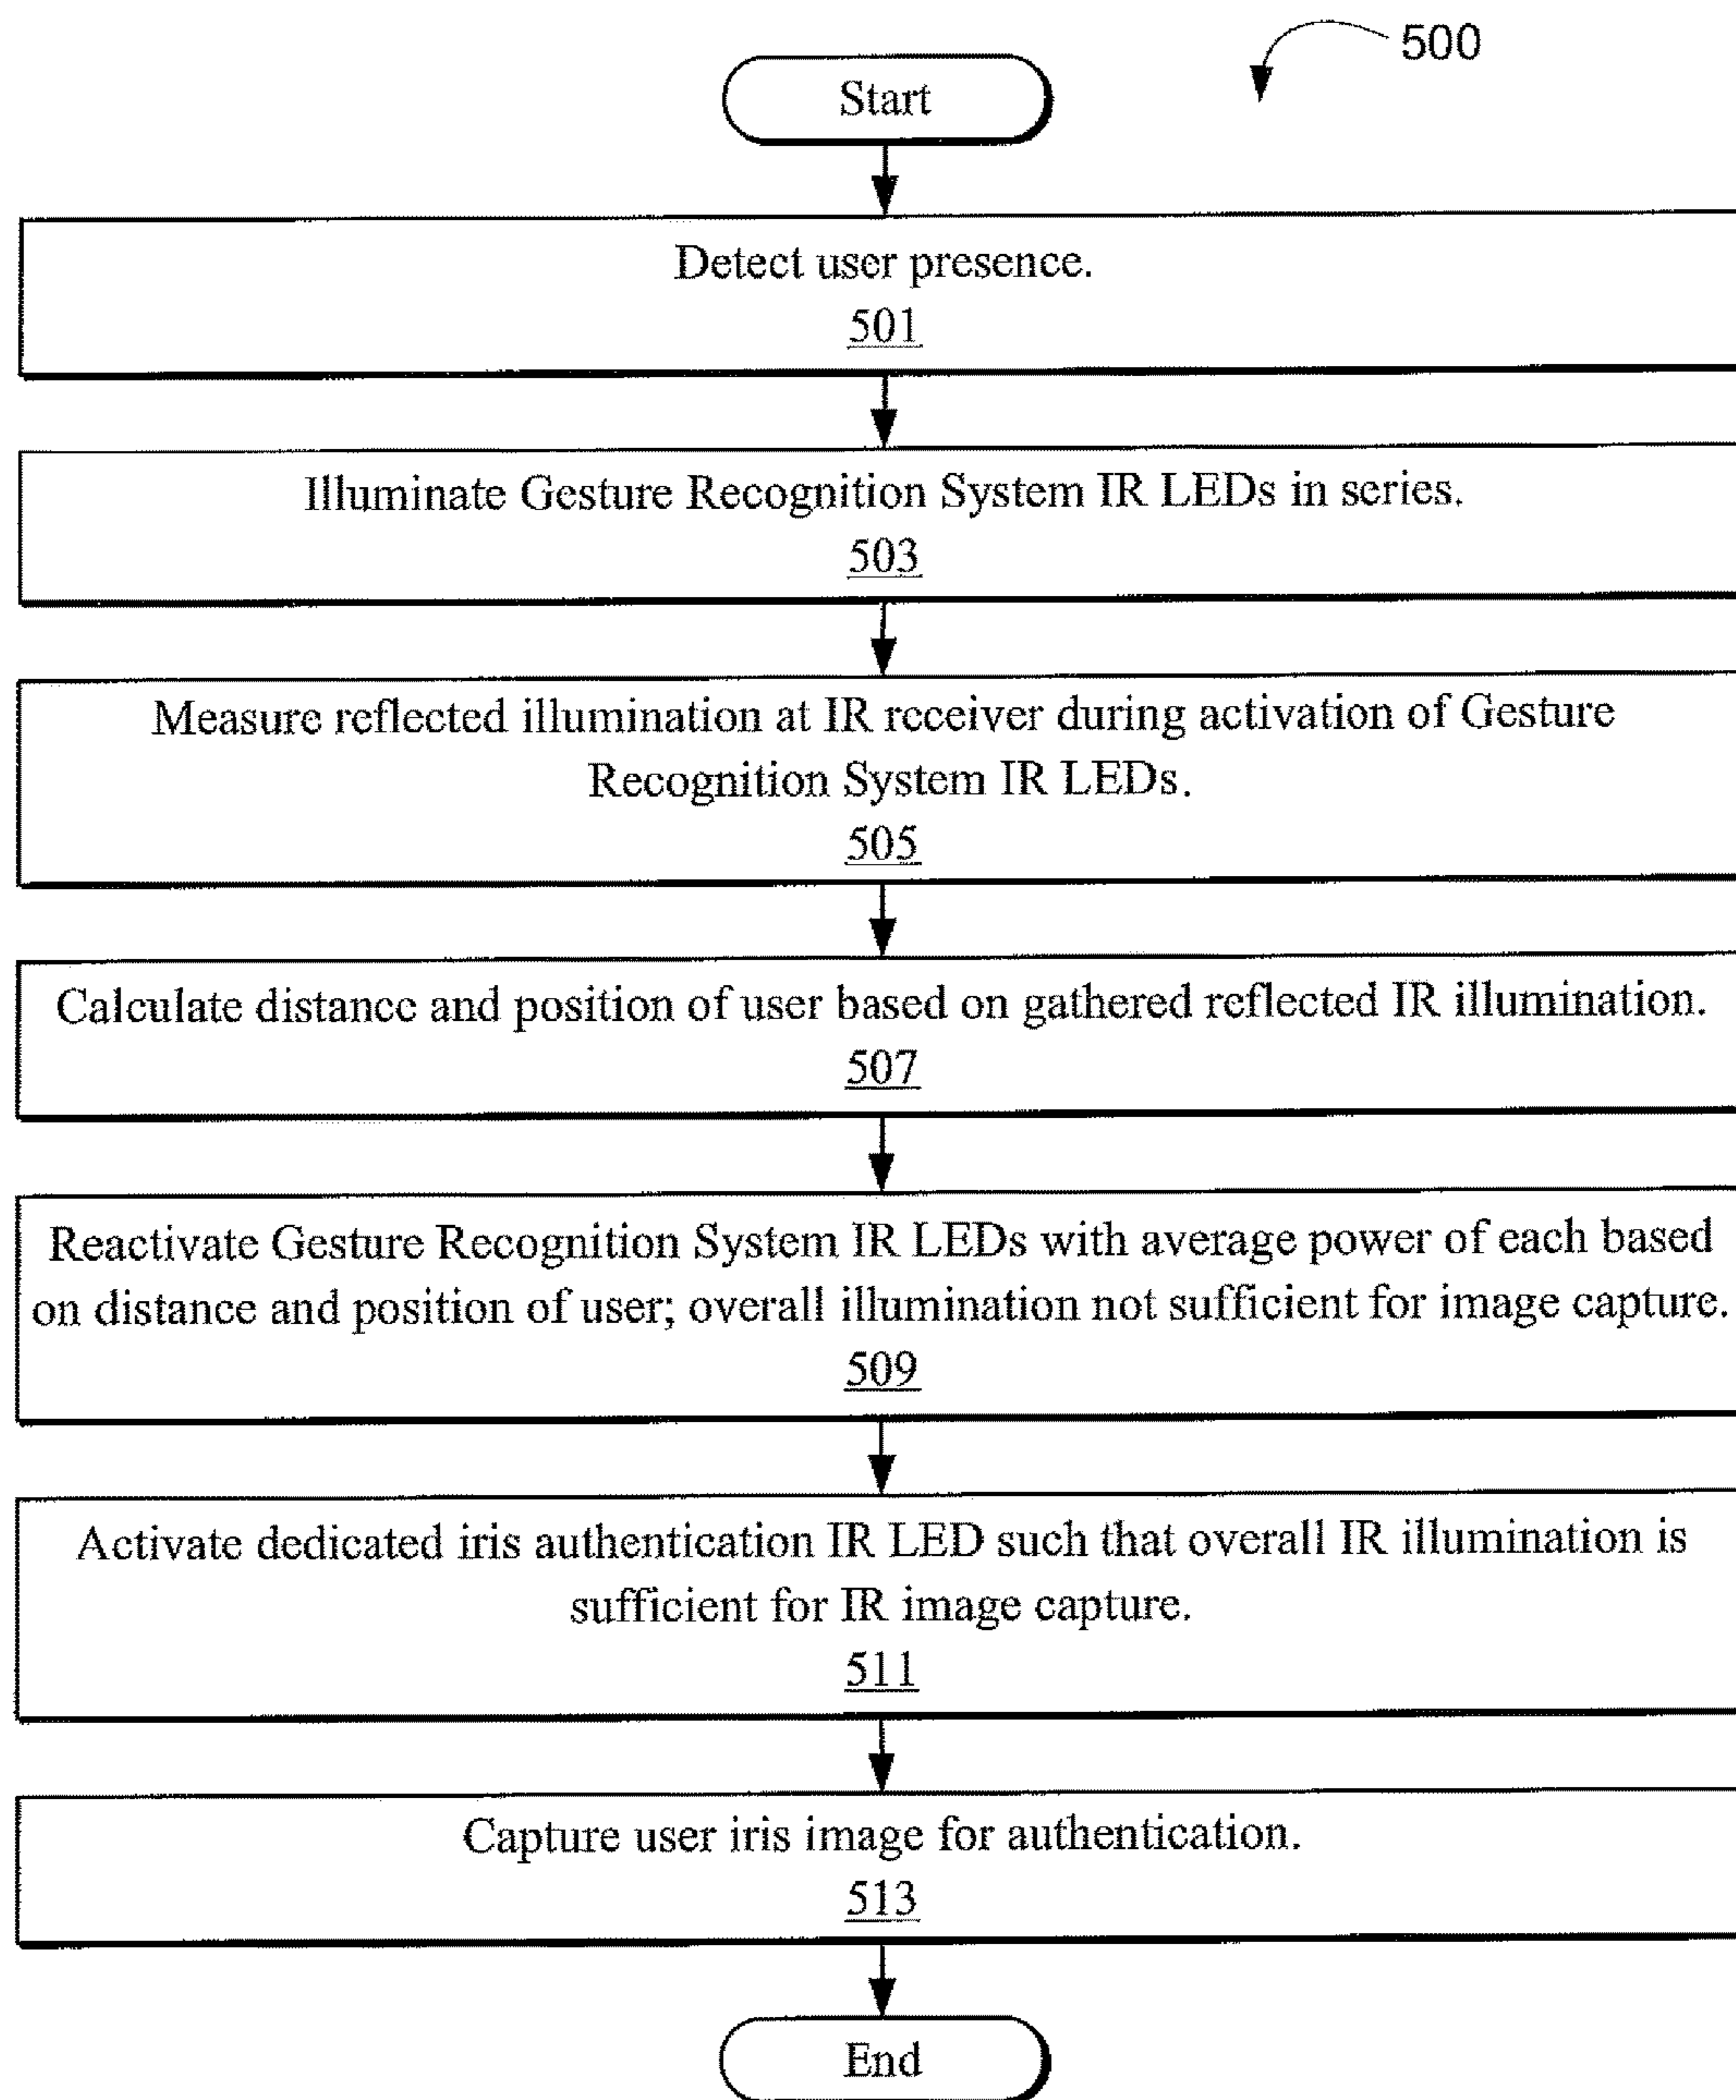 500
Start
Detect user presence.
501
Illuminate Gesture Recognition System IR LEDs in series.
503
Measure reflected illumination at IR receiver during activation of Gesture
Recognition System IR LEDs.
505
Calculate distance and position of user based on gathered reflected IR illumination.
507
Reactivate Gesture Recognition System IR LEDs with average power of each based
on distance and position of user; overall illumination not sufficient for image capture.
509
Activate dedicated iris authentication IR LED such that overall IR illumination is
sufficient for IR image capture.
511
Capture user iris image for authentication.
513
End